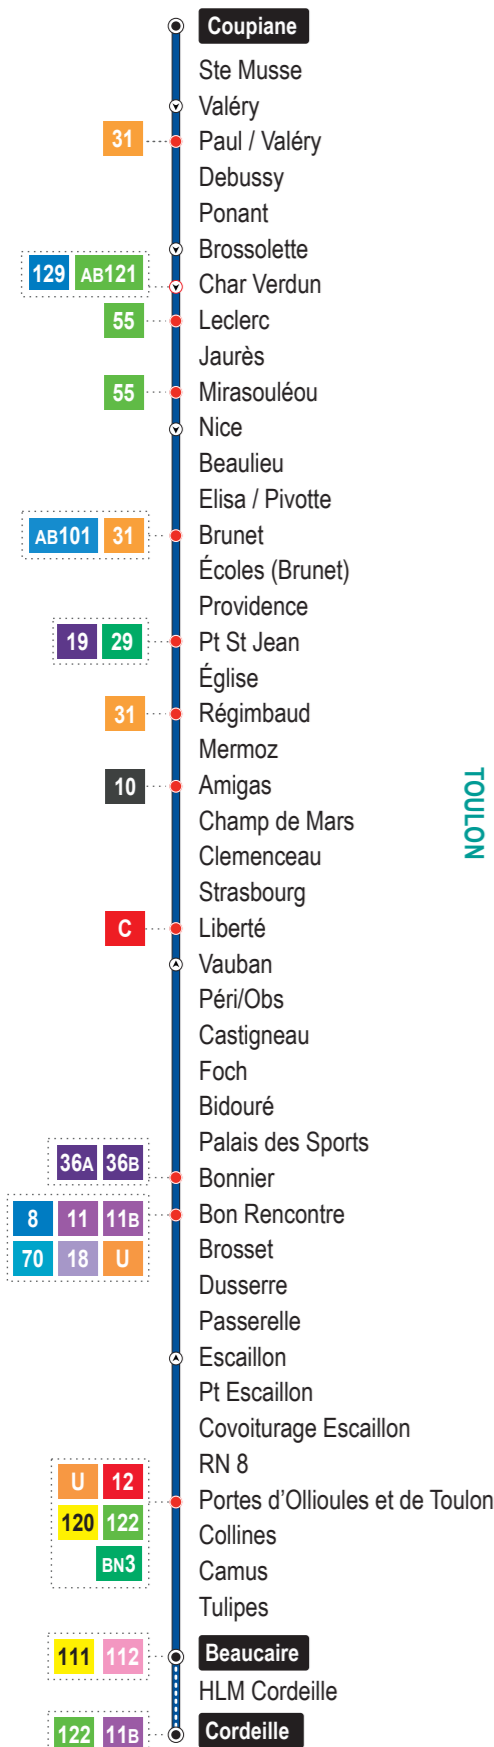 Coupiane
Ste Musse
Valéry
31 Paul / Valéry
Debussy
Ponant
Brossolette
129 AB121 Char Verdun
55 Leclerc
Jaurès
55 Mirasouléou
Nice
Beaulieu
Elisa / Pivotte
AB101 31 Brunet
Écoles (Brunet)
Providence
19 29 Pt St Jean
Église
31 Régimbaud
Mermoz
10 Amigas
TOULON
Champ de Mars
Clemenceau
Strasbourg
C Liberté
Vauban
Péri/Obs
Castigneau
Foch
Bidouré
Palais des Sports
36A 36B Bonnier
8 11 11B Bon Rencontre
70 18 U Brosset
Dusserre
Passerelle
Escaillon
Pt Escaillon
Covoiturage Escaillon
RN 8
U 12 Portes d'Ollioules et de Toulon
120 122 Collines
BN3 Camus
Tulipes
111 112 Beaucaire
HLM Cordeille
122 11B Cordeille